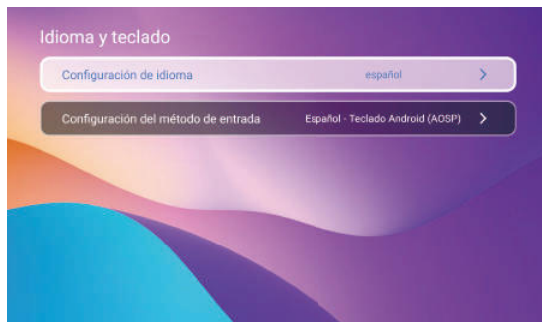 Idioma y teclado
Configuración de idioma español
Configuración del método de entrada Español - Teclado Android (AOSP)